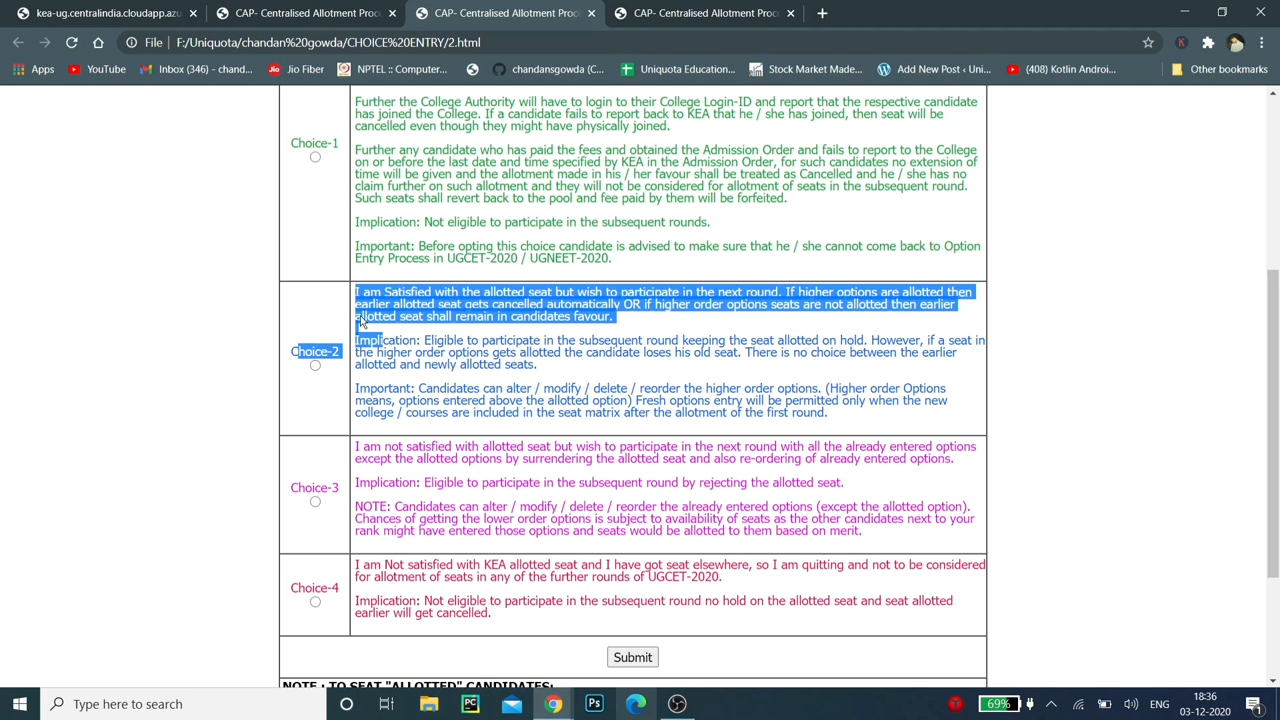 kea-ug.centralindia.cloudapp.azu
CAP- Centralised Allotment Proce
CAP- Centralised Allotment Proce
CAP- Centralised Allotment Proce
File F:/Uniquota/chandan%20gowda/CHOICE%20ENTRY/2.html
Apps
YouTube
Inbox (346) - chand...
Jio Fiber
NPTEL :: Computer...
chandansgowda (C...
Uniquota Education...
Stock Market Made...
Add New Post ‹ Uni...
(408) Kotlin Androi...
Other bookmarks
Choice-1
Further the College Authority will have to login to their College Login-ID and report that the respective candidate
has joined the College. If a candidate fails to report back to KEA that he / she has joined, then seat will be
cancelled even though they might have physically joined.
Further any candidate who has paid the fees and obtained the Admission Order and fails to report to the College
on or before the last date and time specified by KEA in the Admission Order, for such candidates no extension of
time will be given and the allotment made in his / her favour shall be treated as Cancelled and he / she has no
claim further on such allotment and they will not be considered for allotment of seats in the subsequent round.
Such seats shall revert back to the pool and fee paid by them will be forfeited.
Implication: Not eligible to participate in the subsequent rounds.
Important: Before opting this choice candidate is advised to make sure that he / she cannot come back to Option
Entry Process in UGCET-2020 / UGNEET-2020.
Choice-2
I am Satisfied with the allotted seat but wish to participate in the next round. If higher options are allotted then
earlier allotted seat gets cancelled automatically OR if higher order options seats are not allotted then earlier
allotted seat shall remain in candidates favour.
Implication: Eligible to participate in the subsequent round keeping the seat allotted on hold. However, if a seat in
the higher order options gets allotted the candidate loses his old seat. There is no choice between the earlier
allotted and newly allotted seats.
Important: Candidates can alter / modify / delete / reorder the higher order options. (Higher order Options
means, options entered above the allotted option) Fresh options entry will be permitted only when the new
college / courses are included in the seat matrix after the allotment of the first round.
Choice-3
I am not satisfied with allotted seat but wish to participate in the next round with all the already entered options
except the allotted options by surrendering the allotted seat and also re-ordering of already entered options.
Implication: Eligible to participate in the subsequent round by rejecting the allotted seat.
NOTE: Candidates can alter / modify / delete / reorder the already entered options (except the allotted option).
Chances of getting the lower order options is subject to availability of seats as the other candidates next to your
rank might have entered those options and seats would be allotted to them based on merit.
Choice-4
I am Not satisfied with KEA allotted seat and I have got seat elsewhere, so I am quitting and not to be considered
for allotment of seats in any of the further rounds of UGCET-2020.
Implication: Not eligible to participate in the subsequent round no hold on the allotted seat and seat allotted
earlier will get cancelled.
Submit
NOTE : TO SEAT "ALLOTTED" CANDIDATES:
Type here to search
69%
ENG
18:36
03-12-2020